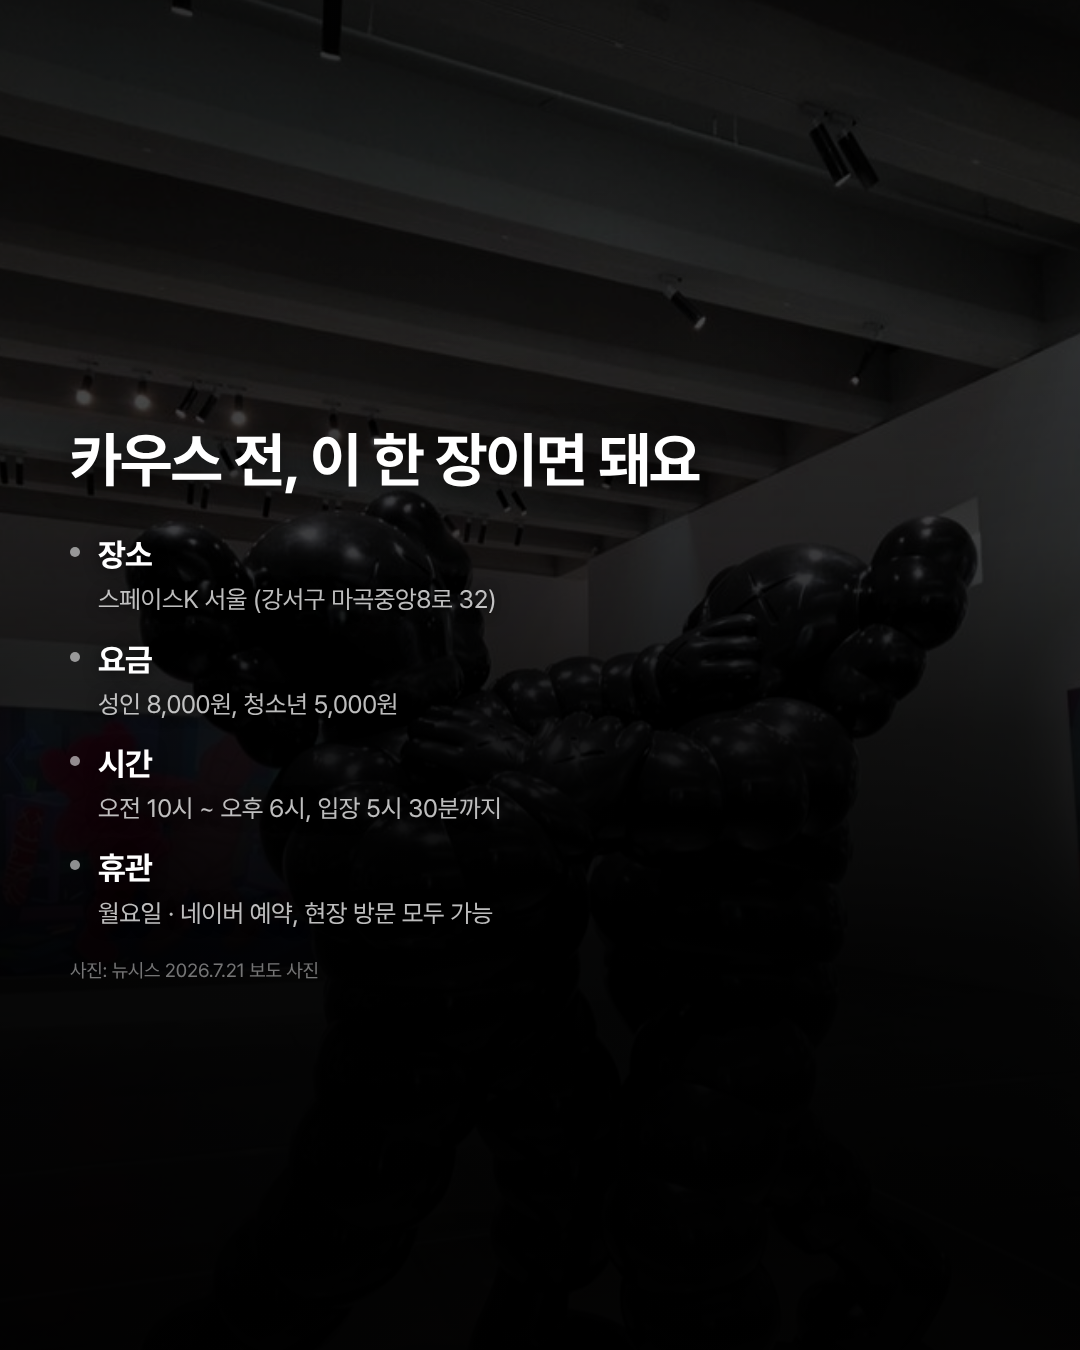 카우스 전, 이 한 장이면 돼요
• 장소
스페이스K 서울 (강서구 마곡중앙8로 32)
• 요금
성인 8,000원, 청소년 5,000원
• 시간
오전 10시 ~ 오후 6시, 입장 5시 30분까지
• 휴관
월요일 · 네이버 예약, 현장 방문 모두 가능
사진: 뉴시스 2026.7.21 보도 사진